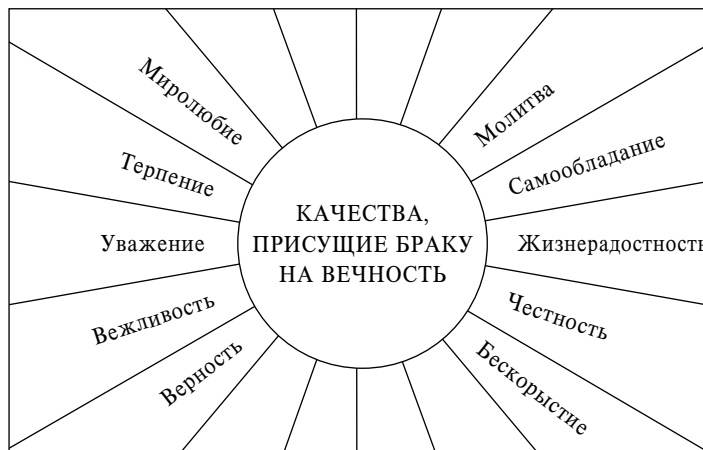 Миролюбие
Молитва
Терпение
Самообладание
КАЧЕСТВА,
ПРИСУЩИЕ БРАКУ
НА ВЕЧНОСТЬ
Уважение
Жизнерадостность
Вежливость
Честность
Верность
Бескорыстие